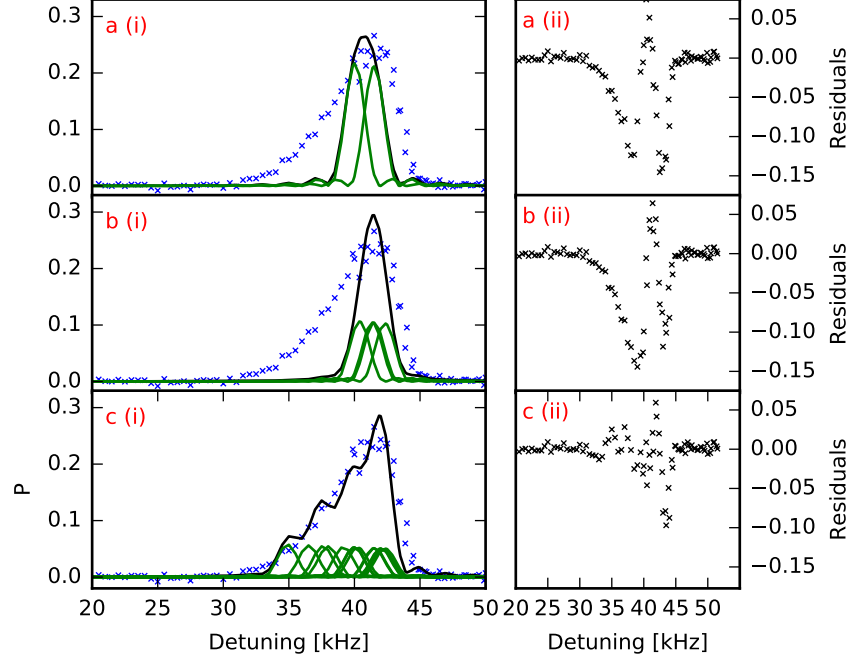 a (i)
0.3
0.2
0.1
0.0
a (ii)
0.05
0.00
−0.05
−0.10
−0.15
Residuals
b (i)
0.3
0.2
0.1
0.0
b (ii)
0.05
0.00
−0.05
−0.10
−0.15
Residuals
c (i)
0.3
0.2
0.1
0.0
P
c (ii)
0.05
0.00
−0.05
−0.10
−0.15
Residuals
20 25 30 35 40 45 50
Detuning [kHz]
20 25 30 35 40 45 50
Detuning [kHz]